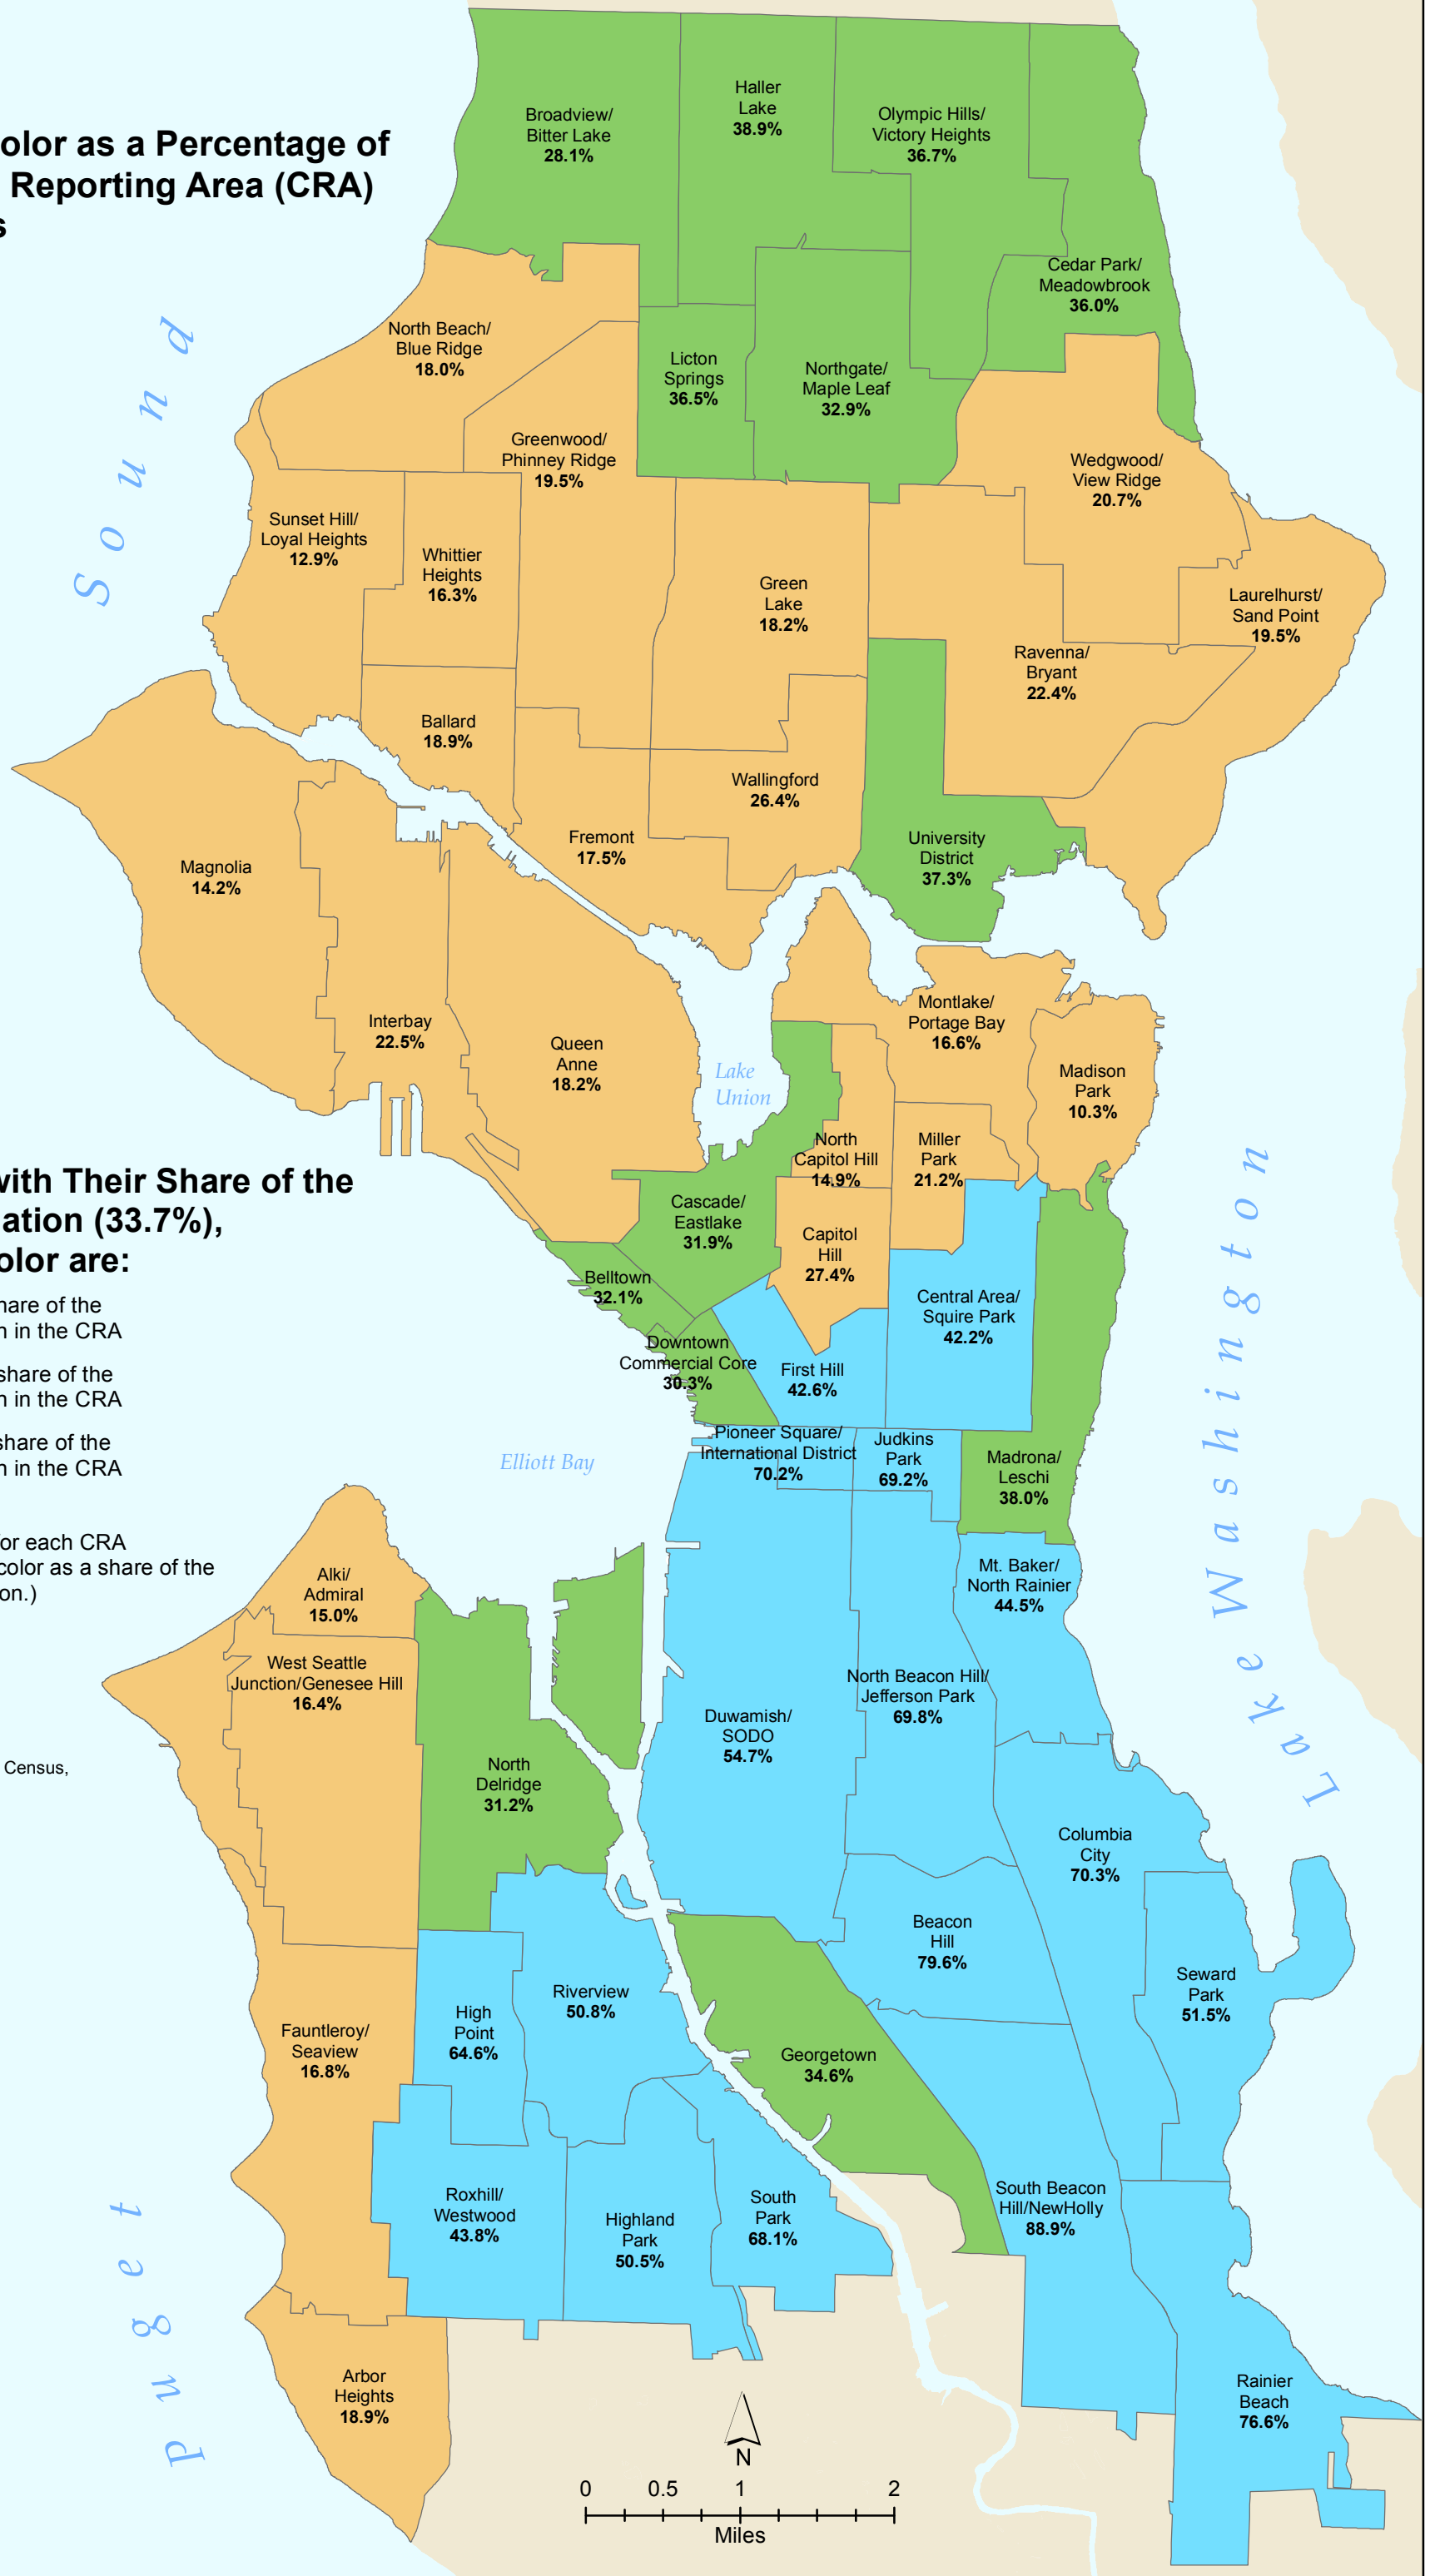 olor as a Percentage of
Reporting Area (CRA)
s
Broadview/
Bitter Lake
28.1%
Haller
Lake
38.9%
Olympic Hills/
Victory Heights
36.7%
Cedar Park/
Meadowbrook
36.0%
North Beach/
Blue Ridge
18.0%
Licton
Springs
36.5%
Northgate/
Maple Leaf
32.9%
Greenwood/
Phinney Ridge
19.5%
Wedgwood/
View Ridge
20.7%
Sunset Hill/
Loyal Heights
12.9%
Whittier
Heights
16.3%
Green
Lake
18.2%
Laurelhurst/
Sand Point
19.5%
Ravenna/
Bryant
22.4%
Ballard
18.9%
Wallingford
26.4%
Fremont
17.5%
University
District
37.3%
Magnolia
14.2%
Interbay
22.5%
Queen
Anne
18.2%
Lake
Union
Montlake/
Portage Bay
16.6%
Madison
Park
10.3%
North
Capitol Hill
14.9%
Miller
Park
21.2%
with Their Share of the
ation (33.7%),
olor are:
hare of the
n in the CRA
share of the
n in the CRA
share of the
n in the CRA
or each CRA
color as a share of the
on.)
Census,
Cascade/
Eastlake
31.9%
Capitol
Hill
27.4%
Belltown
32.1%
Central Area/
Squire Park
42.2%
Downtown
Commercial Core
30.3%
First Hill
42.6%
Pioneer Square/
International District
70.2%
Judkins
Park
69.2%
Madrona/
Leschi
38.0%
Elliott Bay
Mt. Baker/
North Rainier
44.5%
Alki/
Admiral
15.0%
West Seattle
Junction/Genesee Hill
16.4%
North Beacon Hill/
Jefferson Park
69.8%
Duwamish/
SODO
54.7%
North
Delridge
31.2%
Columbia
City
70.3%
Beacon
Hill
79.6%
Seward
Park
51.5%
Riverview
50.8%
High
Point
64.6%
Fauntleroy/
Seaview
16.8%
Georgetown
34.6%
South Beacon
Hill/NewHolly
88.9%
Roxhill/
Westwood
43.8%
Highland
Park
50.5%
South
Park
68.1%
Arbor
Heights
18.9%
Rainier
Beach
76.6%
Puget Sound
Lake Washington
N
0 0.5 1 2
Miles